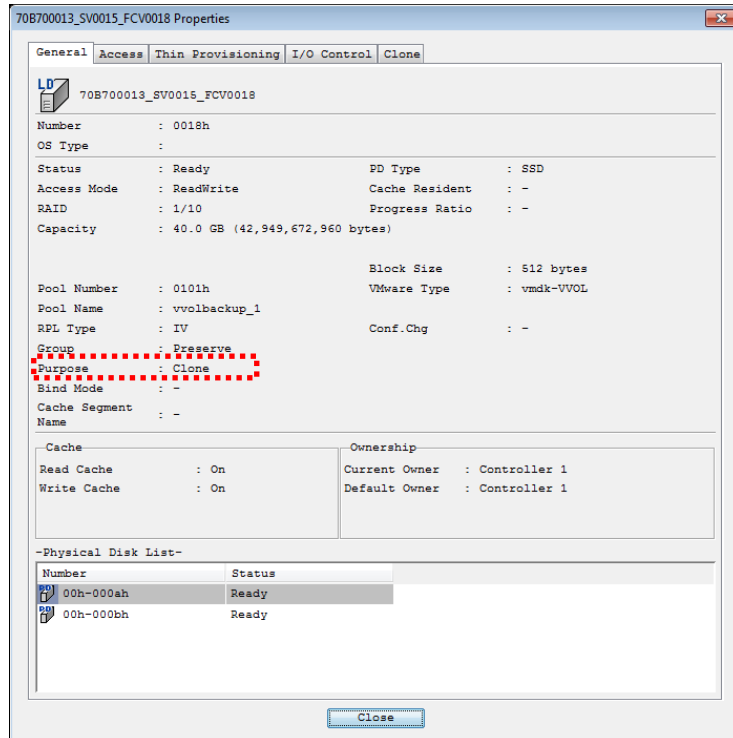 70B700013_SV0015_FCV0018 Properties
General Access Thin Provisioning I/O Control Clone
LD
70B700013_SV0015_FCV0018
Number : 0018h
OS Type :
Status : Ready PD Type : SSD
Access Mode : ReadWrite Cache Resident : -
RAID : 1/10 Progress Ratio : -
Capacity : 40.0 GB (42,949,672,960 bytes)
Block Size : 512 bytes
Pool Number : 0101h VMware Type : vmdk-VVOL
Pool Name : vvolbackup_1
RPL Type : IV Conf.Chg : -
Group : Preserve
Purpose : Clone
Bind Mode : -
Cache Segment
Name : -
Cache Ownership
Read Cache : On Current Owner : Controller 1
Write Cache : On Default Owner : Controller 1
-Physical Disk List-
Number Status
PD 00h-000ah Ready
PD 00h-000bh Ready
Close